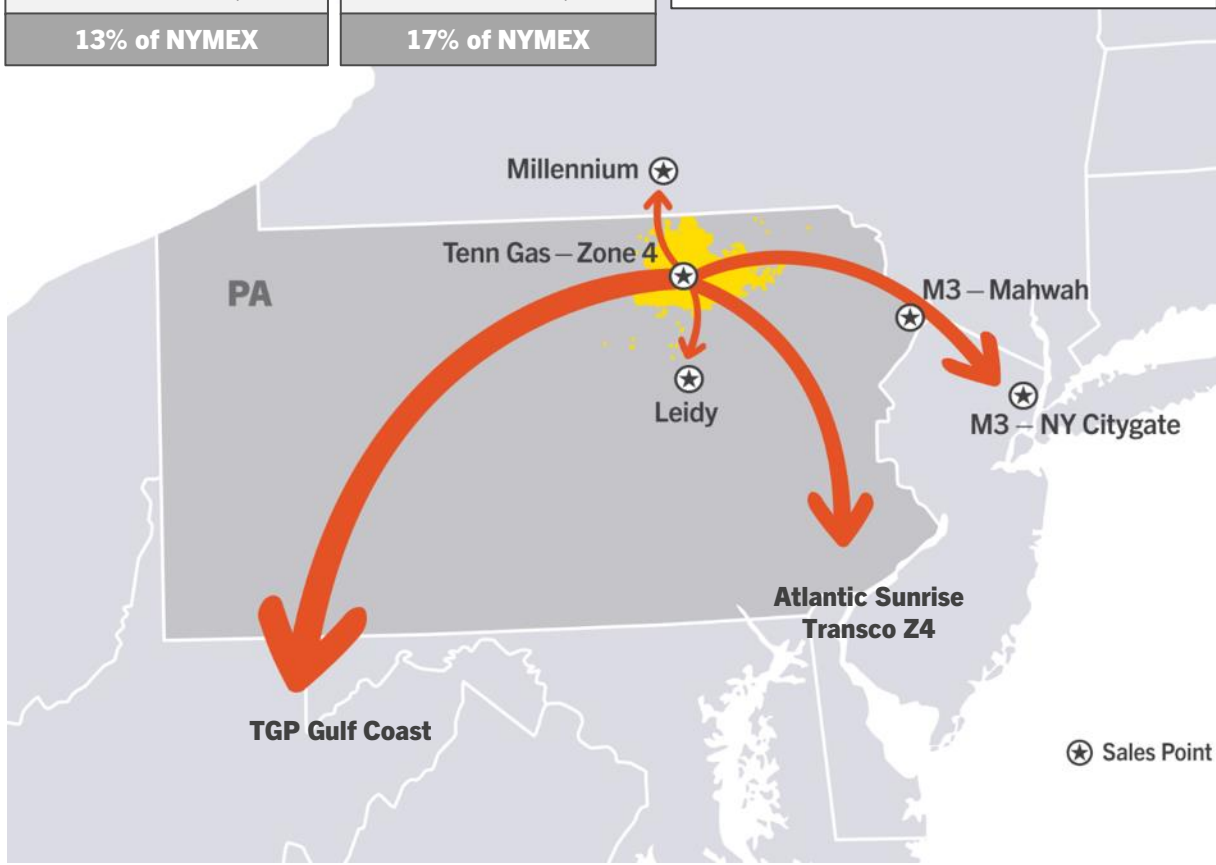 13% of NYMEX
17% of NYMEX
Millennium
Tenn Gas – Zone 4
PA
M3 – Mahwah
Leidy
M3 – NY Citygate
Atlantic Sunrise
Transco Z4
TGP Gulf Coast
Sales Point